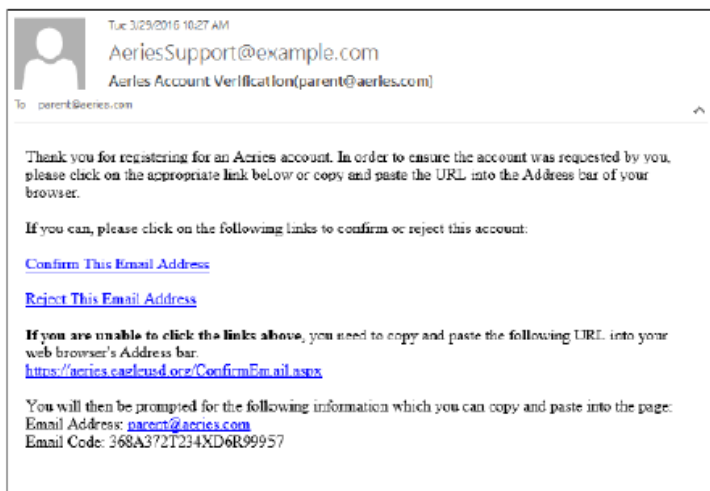 Tue 3/29/2016 10:27 AM
AeriesSupport@example.com
Aeries Account Verification(parent@aeries.com)
To parent@aeries.com
Thank you for registering for an Aeries account. In order to ensure the account was requested by you,
please click on the appropriate link below or copy and paste the URL into the Address bar of your
browser.
If you can, please click on the following links to confirm or reject this account:
Confirm This Email Address
Reject This Email Address
If you are unable to click the links above, you need to copy and paste the following URL into your
web browser's Address bar.
https://aeries.eagleusd.org/ConfirmEmail.aspx
You will then be prompted for the following information which you can copy and paste into the page:
Email Address: parent@aeries.com
Email Code: 368A372T234XD6R99957